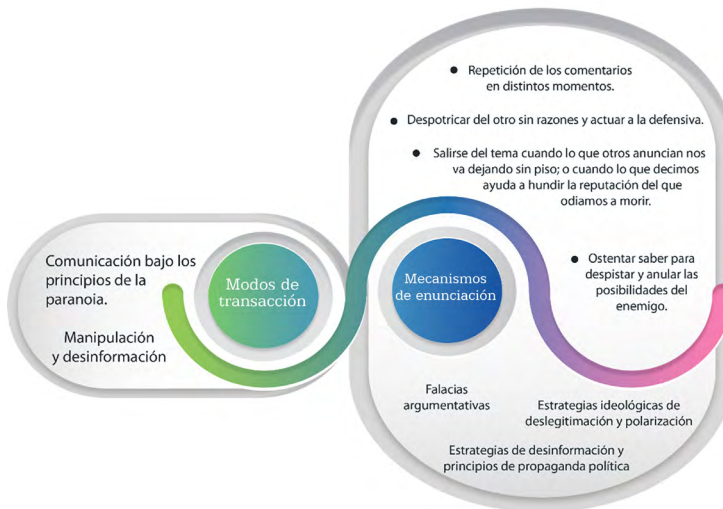 Comunicación bajo los
principios de la
paranoia.
Manipulación
y desinformación
Modos de
transacción
Repetición de los comentarios
en distintos momentos.
Despotricar del otro sin razones y actuar a la defensiva.
Salirse del tema cuando lo que otros anuncian nos
va dejando sin piso; o cuando lo que decimos
ayuda a hundir la reputación del que
odiamos a morir.
Mecanismos
de enunciación
Ostentar saber para
despistar y anular las
posibilidades del
enemigo.
Falacias
argumentativas
Estrategias ideológicas de
deslegitimación y polarización
Estrategias de desinformación y
principios de propaganda política